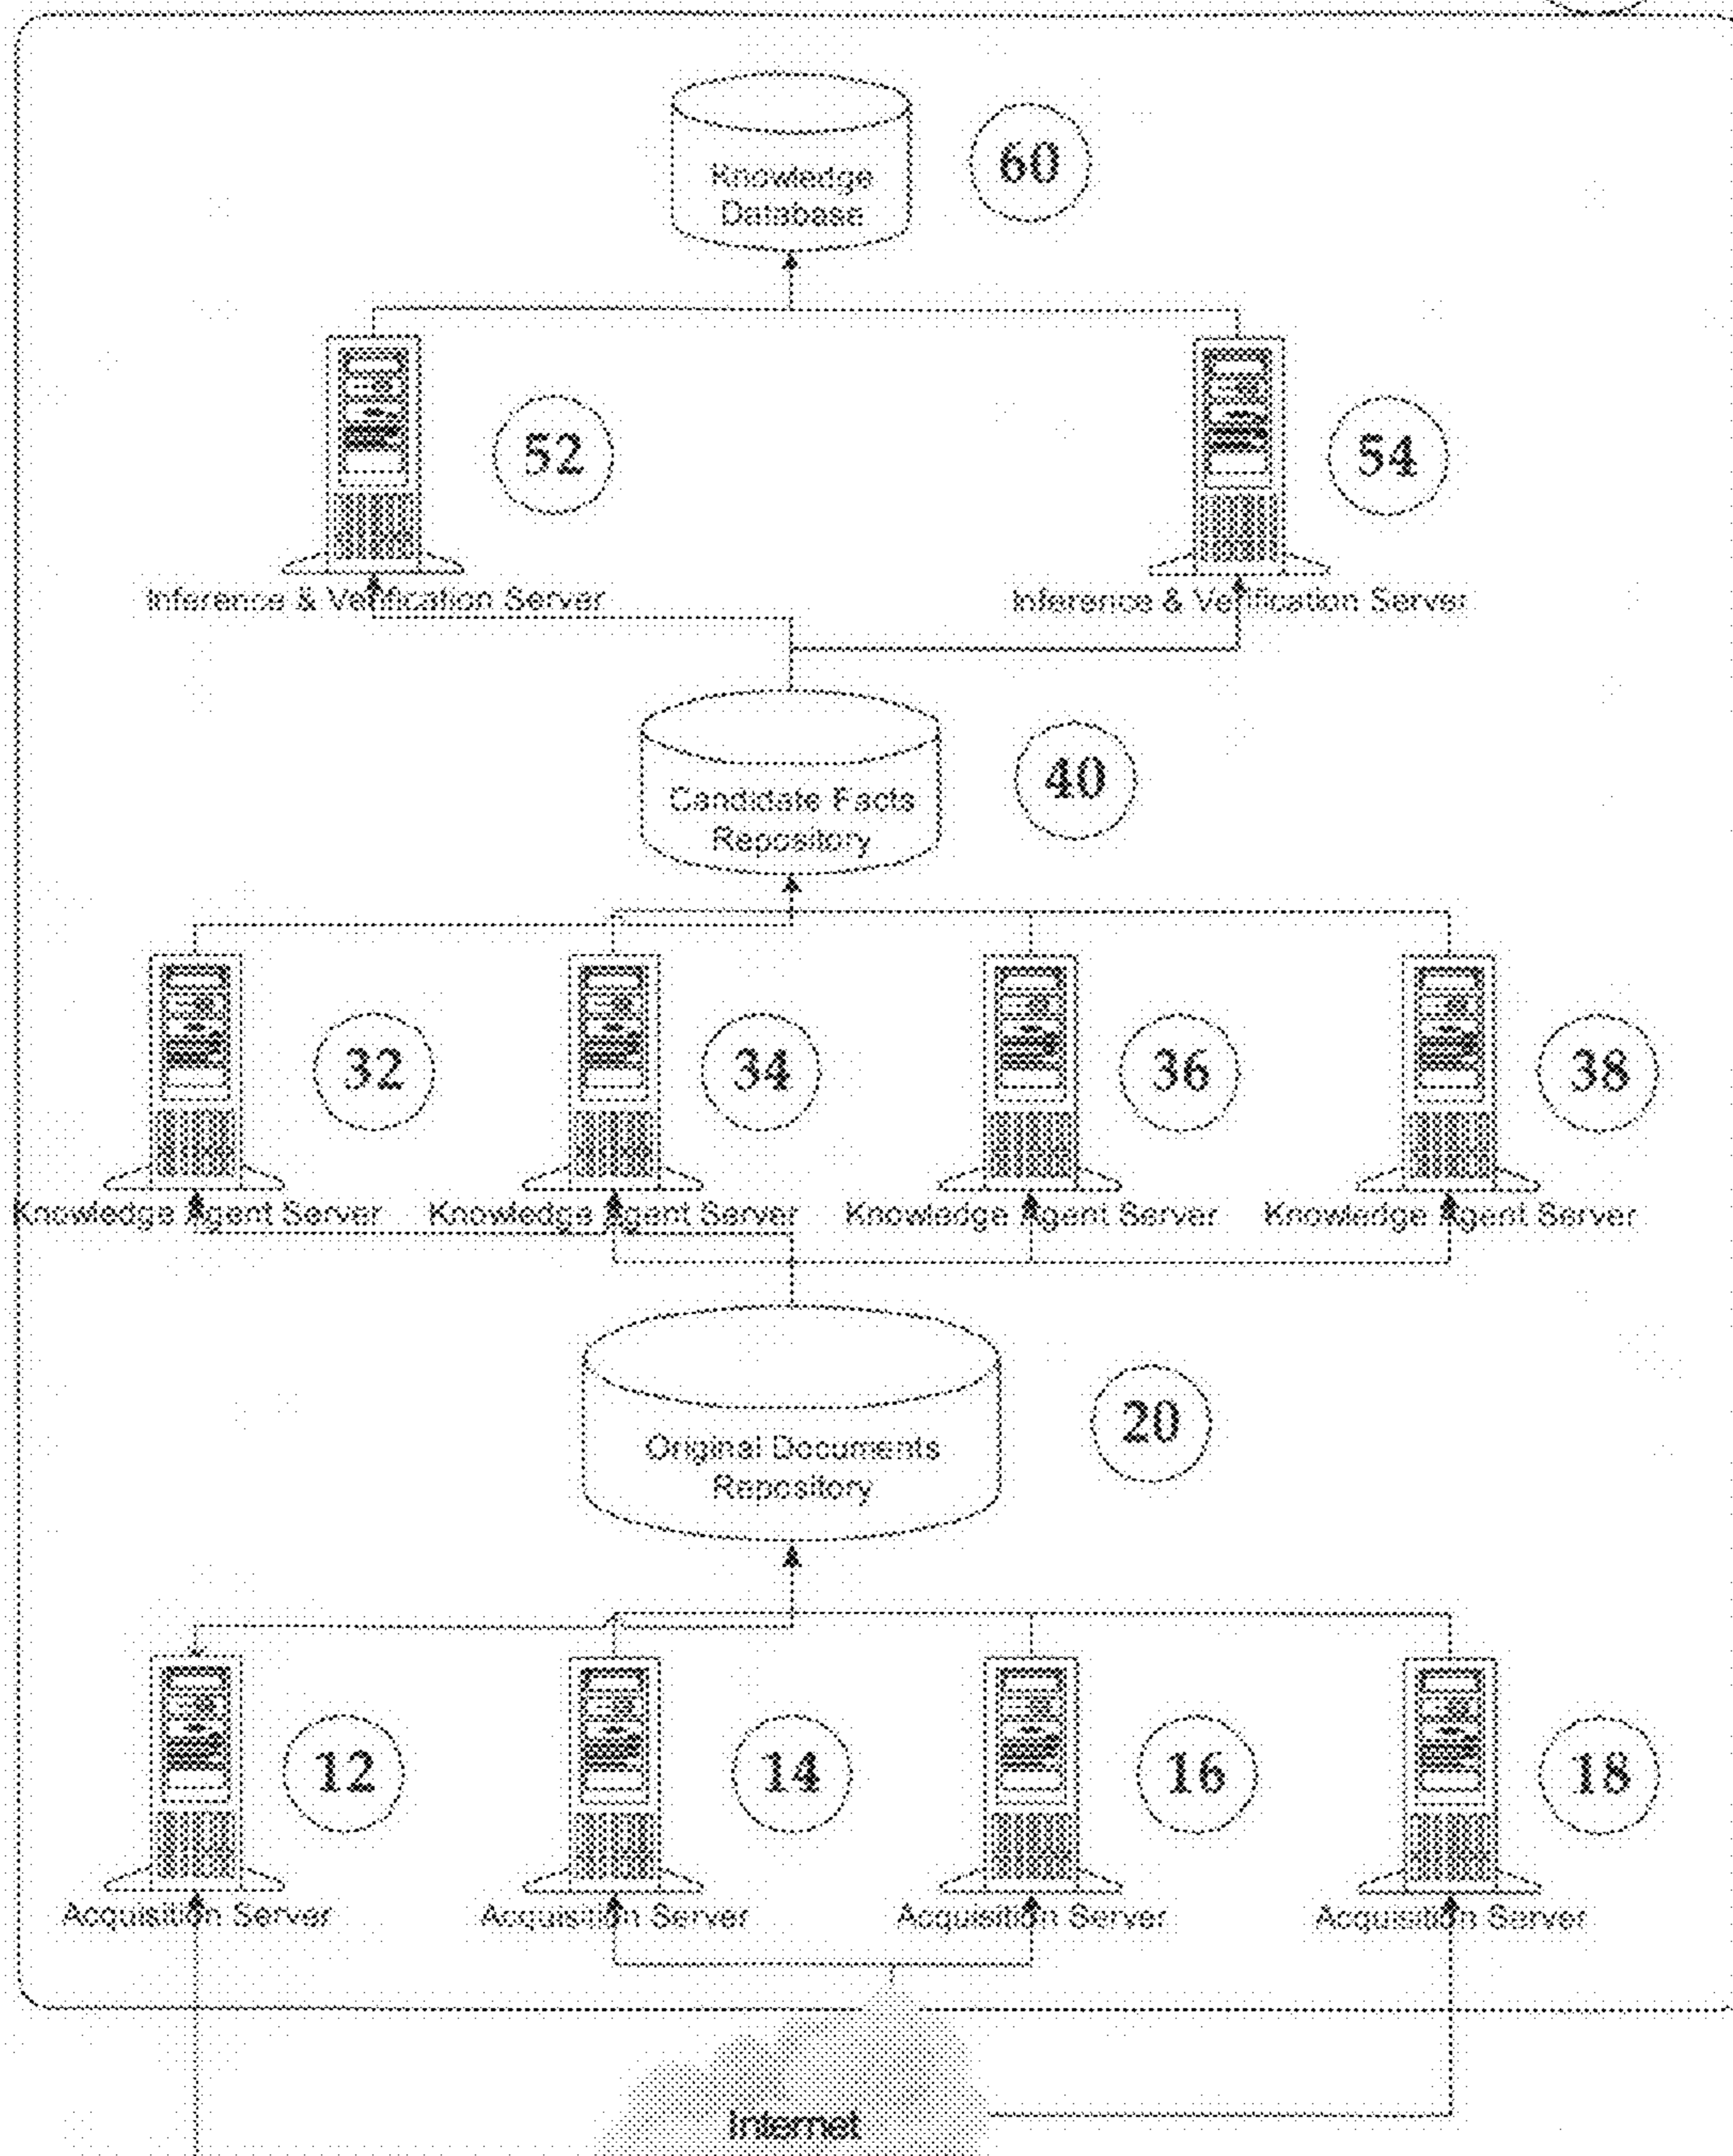 Knowledge
Database
60
52
54
Inference & Verification Server
Inference & Verification Server
Candidate Facts
Repository
40
32
34
36
38
Knowledge Agent Server
Knowledge Agent Server
Knowledge Agent Server
Knowledge Agent Server
Original Documents
Repository
20
12
14
16
18
Acquisition Server
Acquisition Server
Acquisition Server
Acquisition Server
Internet